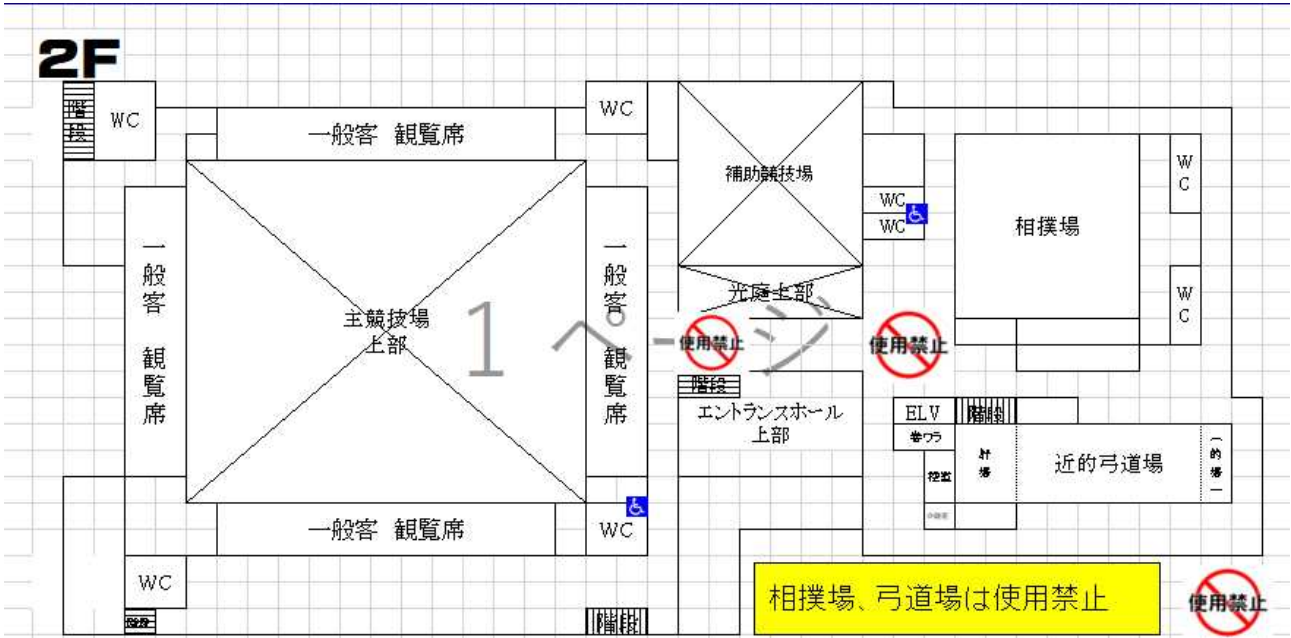 2F
階段
WC
一般客 観覧席
WC
補助競技場
WC
WC
相撲場
WC
WC
一般客 観覧席
主競技場
上部
一般客 観覧席
光庭上部
1 ページ
使用禁止
使用禁止
階段
エントランスホール
上部
ELV
階段
巻ワラ
射場
近的弓道場
(的場)
控室
一般客 観覧席
WC
WC
階段
階段
相撲場、弓道場は使用禁止
使用禁止